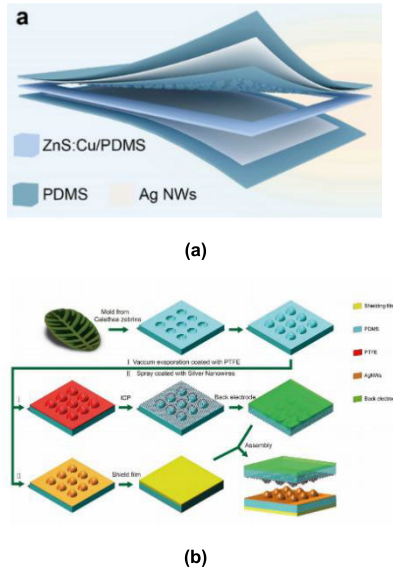 a
ZnS:Cu/PDMS
PDMS
Ag NWs
(a)
Mold from
Calathea zebrina
I Vaccum evaporation coated with PTFE
II Spray coated with Silver Nanowires
Shielding film
PDMS
PTFE
AgNWs
Back electrode
I
ICP
Back electrode
Assembly
II
Shield film
(b)